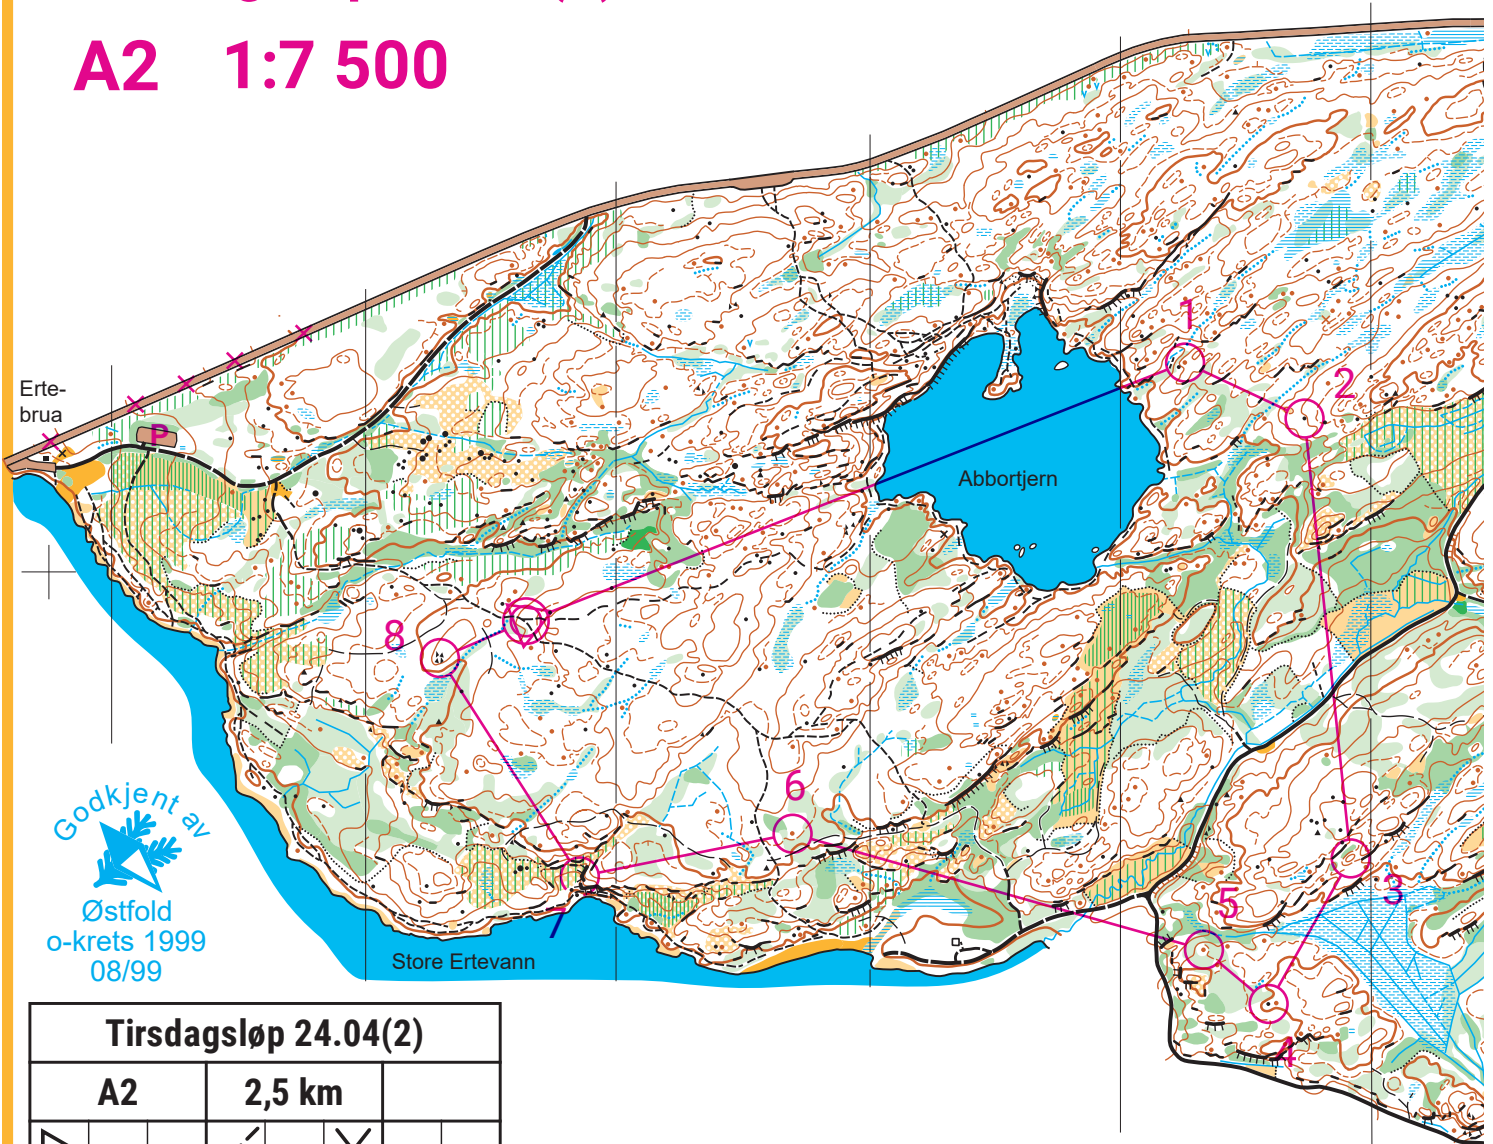 A2 1:7 500
1
2
Erte-
brua
P
Abbortjern
8
6
3
5
7
4
Godkjent av
Østfold
o-krets 1999
08/99
Store Ertevann
Tirsdagsløp 24.04(2)
A2 2,5 km